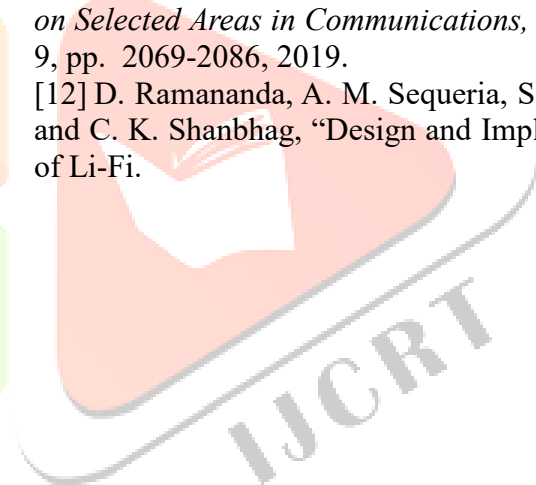 on Selected Areas in Communications,
9, pp. 2069-2086, 2019.
[12] D. Ramananda, A. M. Sequeria, S
and C. K. Shanbhag, “Design and Impl
of Li-Fi.
IJCRT